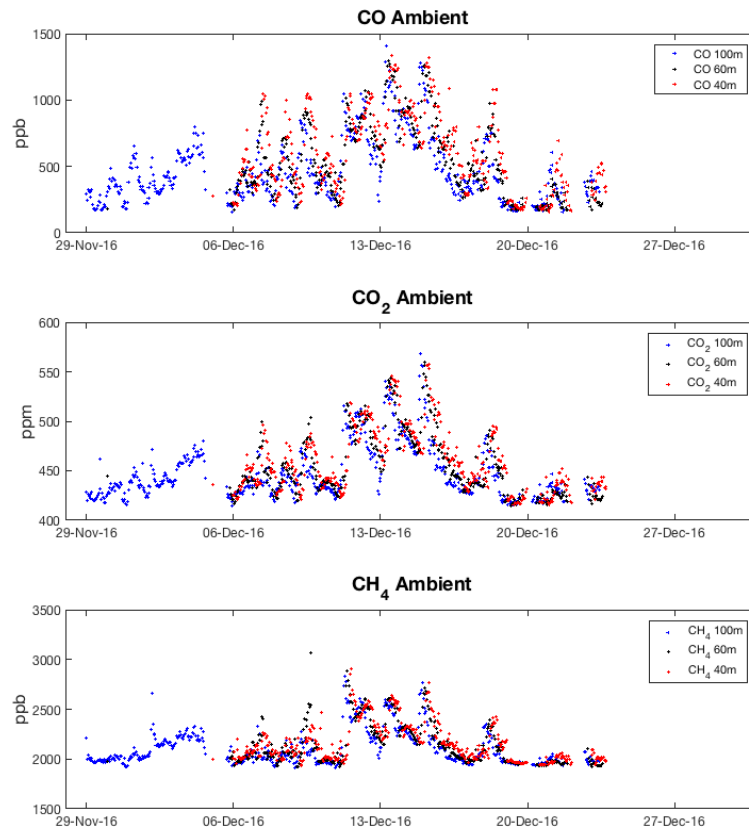 CO Ambient
1500
1000
500
0
ppb
CO 100m
CO 60m
CO 40m
29-Nov-16 06-Dec-16 13-Dec-16 20-Dec-16 27-Dec-16
CO2 Ambient
600
550
500
450
400
ppm
CO2 100m
CO2 60m
CO2 40m
29-Nov-16 06-Dec-16 13-Dec-16 20-Dec-16 27-Dec-16
CH4 Ambient
3500
3000
2500
2000
1500
ppb
CH4 100m
CH4 60m
CH4 40m
29-Nov-16 06-Dec-16 13-Dec-16 20-Dec-16 27-Dec-16